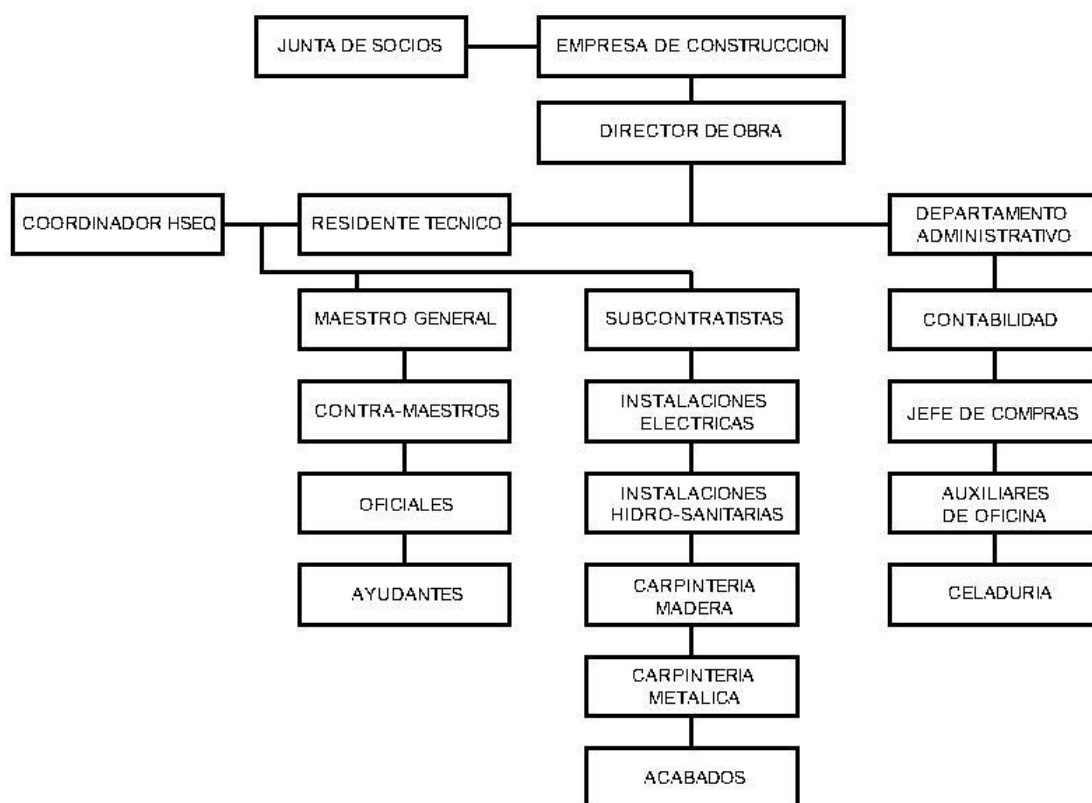 JUNTA DE SOCIOS
EMPRESA DE CONSTRUCCION
DIRECTOR DE OBRA
COORDINADOR HSEQ
RESIDENTE TECNICO
DEPARTAMENTO
ADMINISTRATIVO
MAESTRO GENERAL
SUBCONTRATISTAS
CONTABILIDAD
CONTRA-MAESTROS
INSTALACIONES
ELECTRICAS
JEFE DE COMPRAS
OFICIALES
INSTALACIONES
HIDRO-SANITARIAS
AUXILIARES
DE OFICINA
AYUDANTES
CARPINTERIA
MADERA
CELADURIA
CARPINTERIA
METALICA
ACABADOS